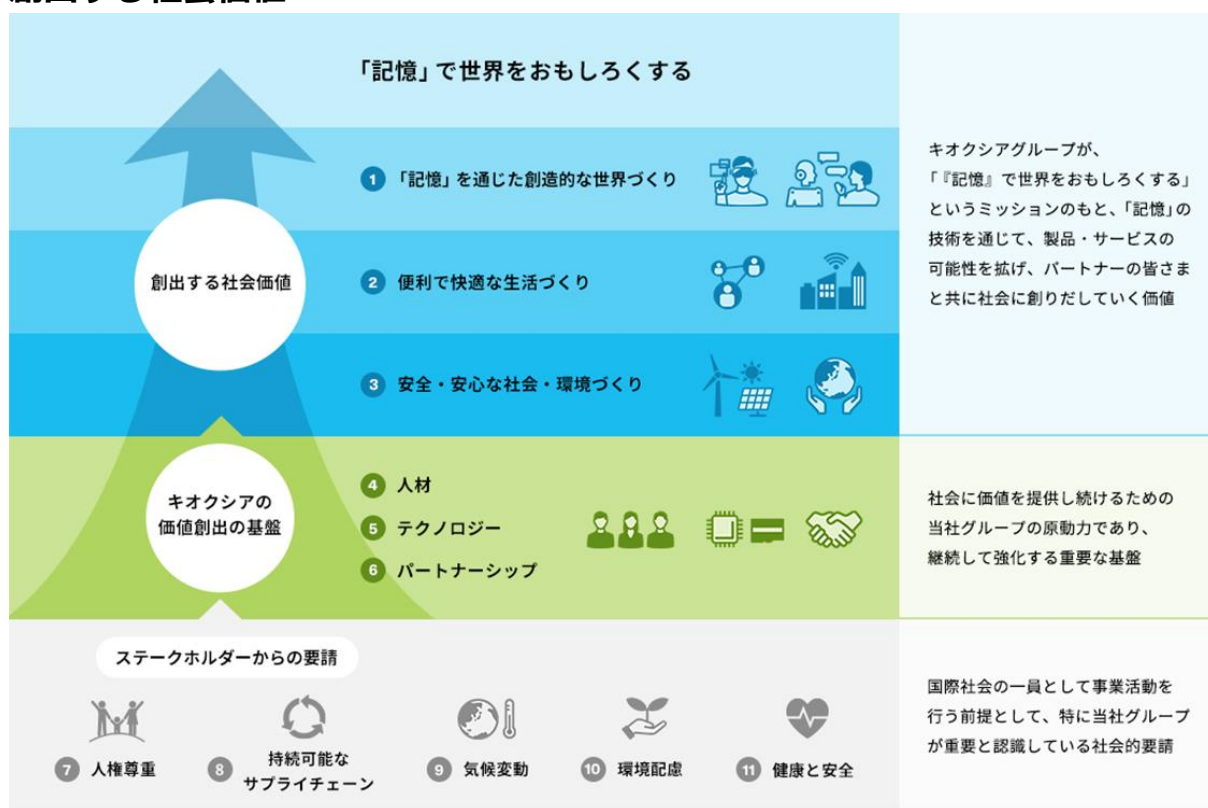 創出する社会価値
「記憶」で世界をおもしろくする
1 「記憶」を通じた創造的な世界づくり
創出する社会価値
2 便利で快適な生活づくり
3 安全・安心な社会・環境づくり
キオクシアグループが、
「『記憶』で世界をおもしろくする」
というミッションのもと、「記憶」の
技術を通じて、製品・サービスの
可能性を拡げ、パートナーの皆さま
と共に社会に創りだしていく価値
キオクシアの
価値創出の基盤
4 人材
5 テクノロジー
6 パートナーシップ
社会に価値を提供し続けるための
当社グループの原動力であり、
継続して強化する重要な基盤
ステークホルダーからの要請
7 人権尊重
8 持続可能な
サプライチェーン
9 気候変動
10 環境配慮
11 健康と安全
国際社会の一員として事業活動を
行う前提として、特に当社グループ
が重要と認識している社会的要請